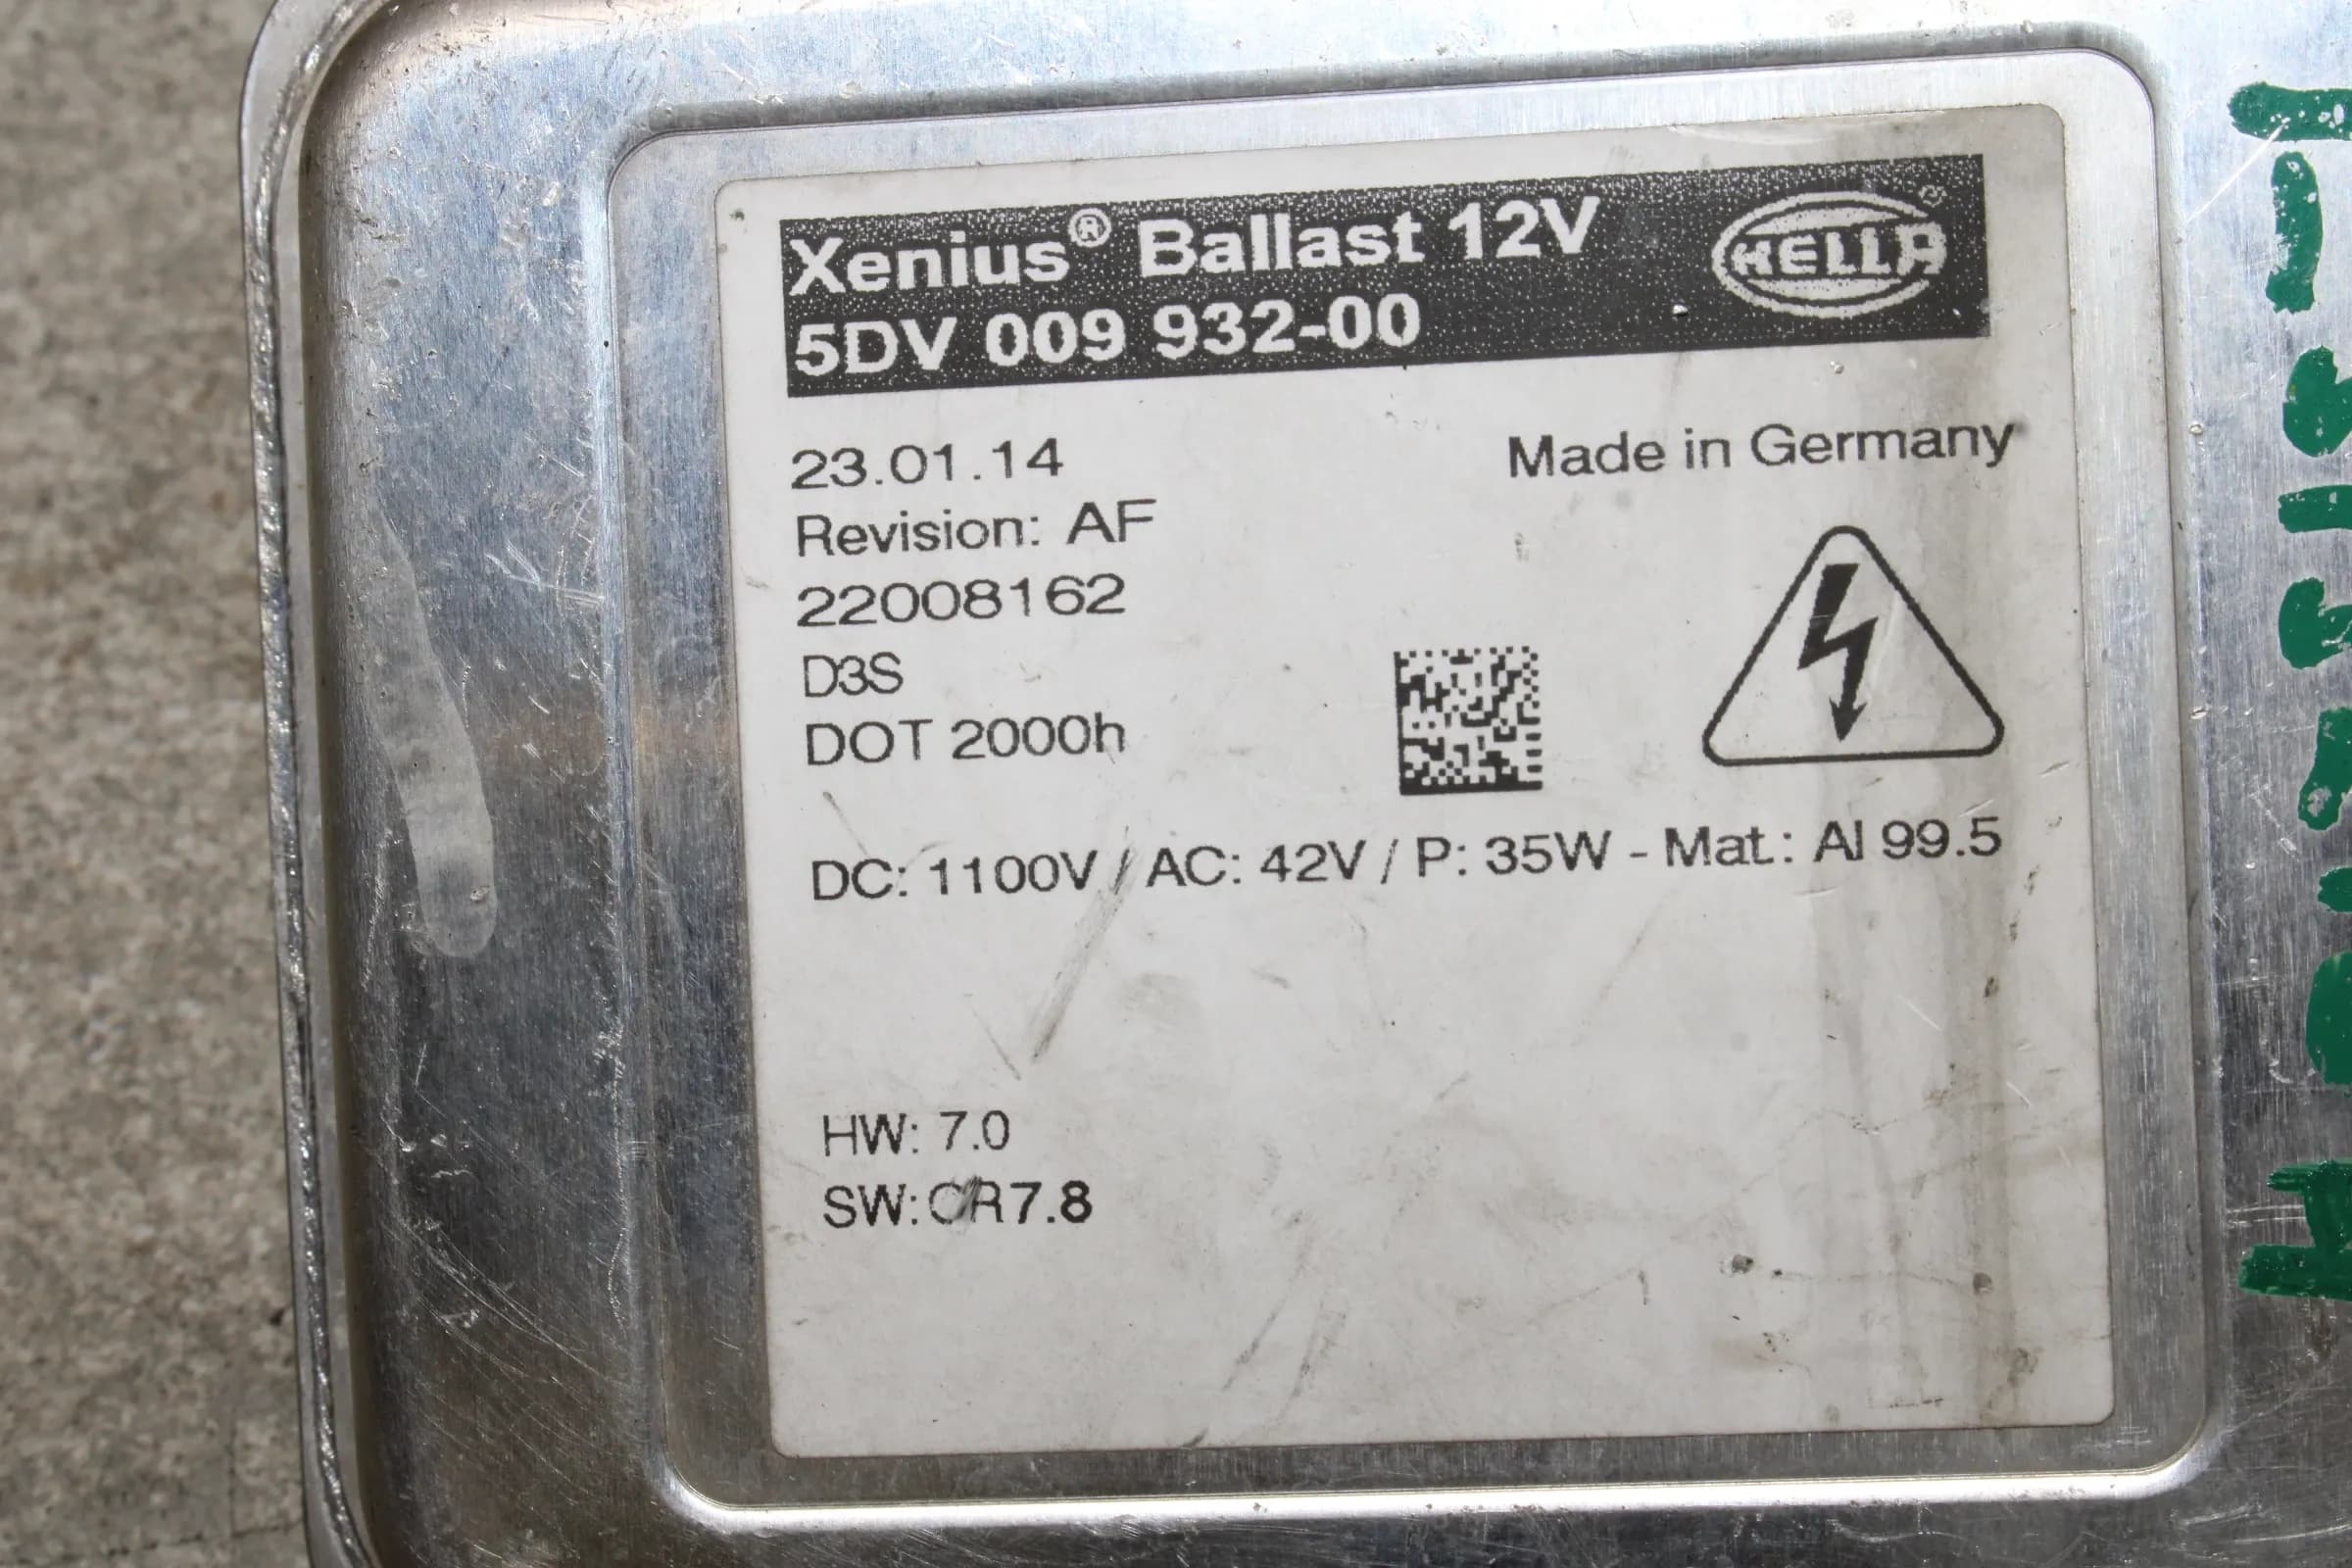 Xenius® Ballast 12V
HELLA
5DV 009 932-00
23.01.14
Made in Germany
Revision: AF
22008162
D3S
DOT 2000h
DC: 1100V / AC: 42V / P: 35W - Mat.: Al 99.5
HW: 7.0
SW: CR7.8